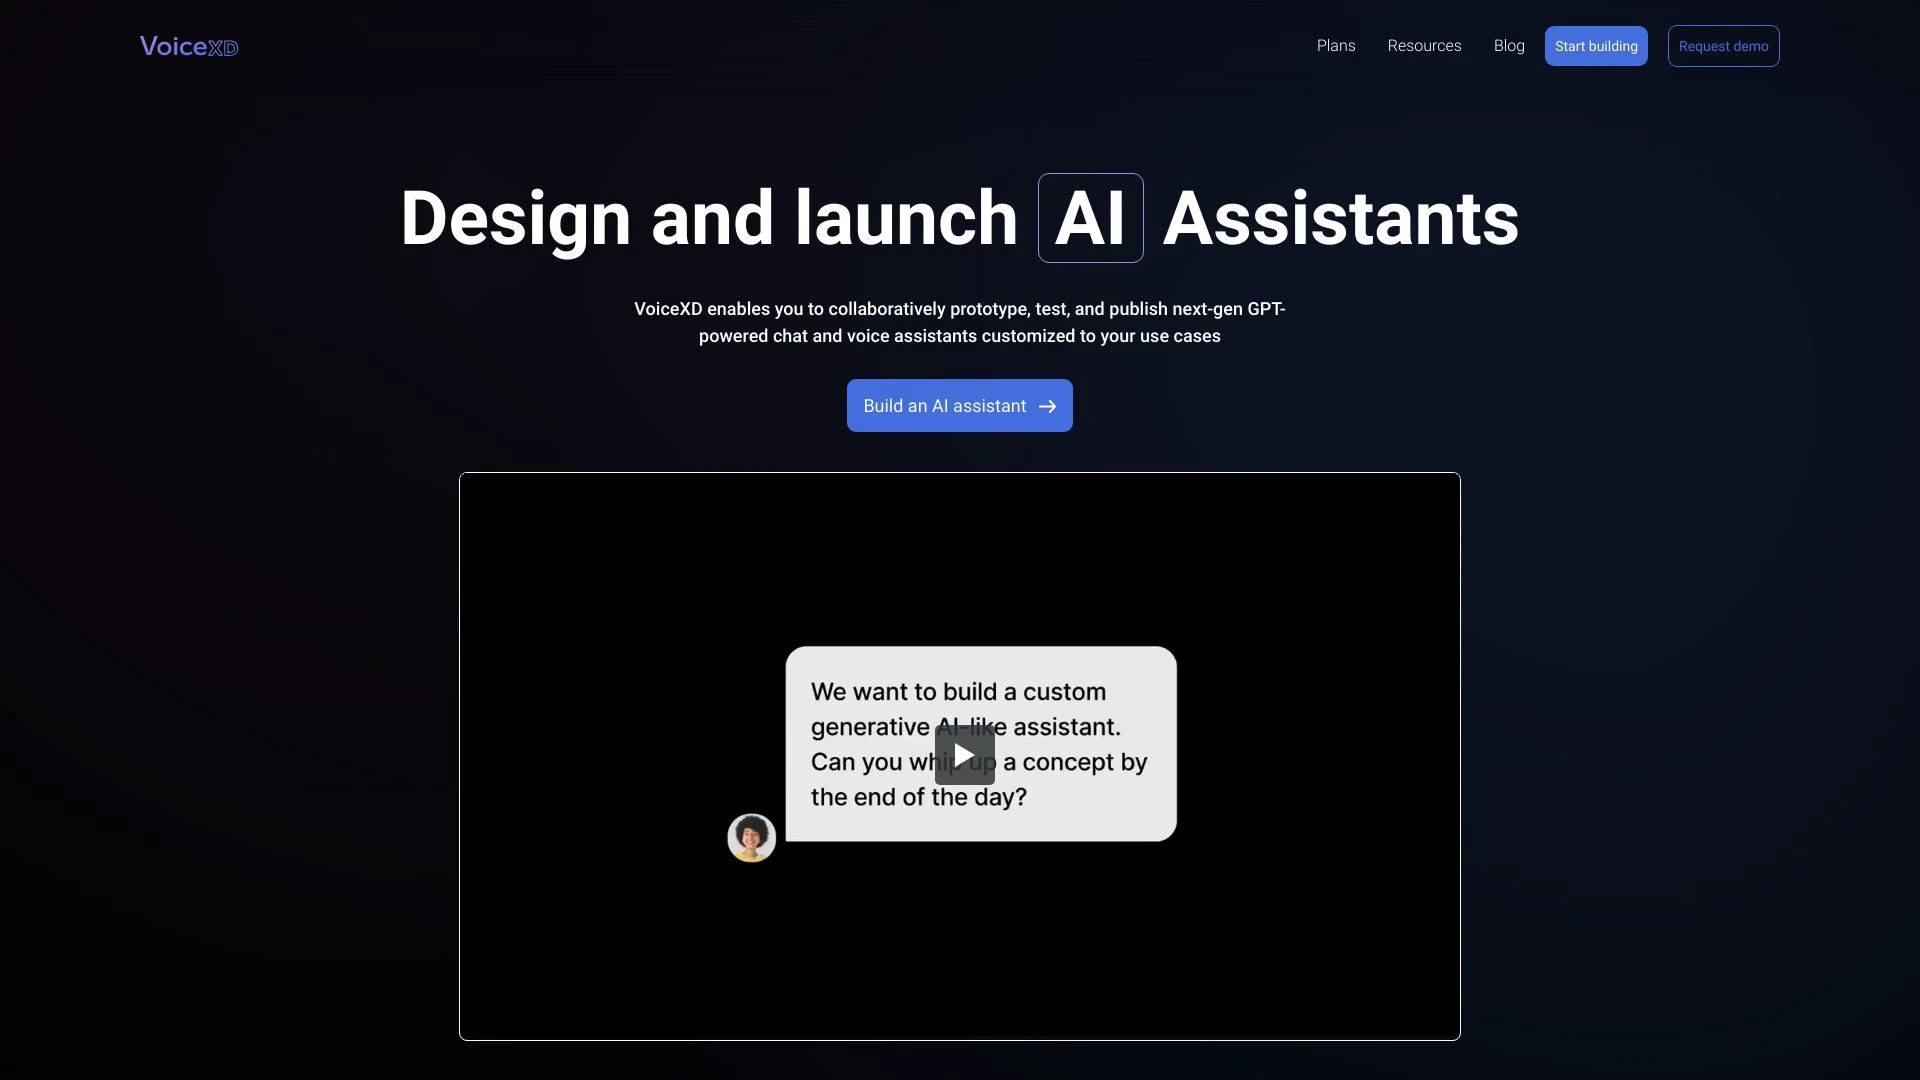 VoiceXD
Plans
Resources
Blog
Start building
Request demo
Design and launch AI Assistants
VoiceXD enables you to collaboratively prototype, test, and publish next-gen GPT-
powered chat and voice assistants customized to your use cases
Build an AI assistant
We want to build a custom
generative AI-like assistant.
Can you whip up a concept by
the end of the day?